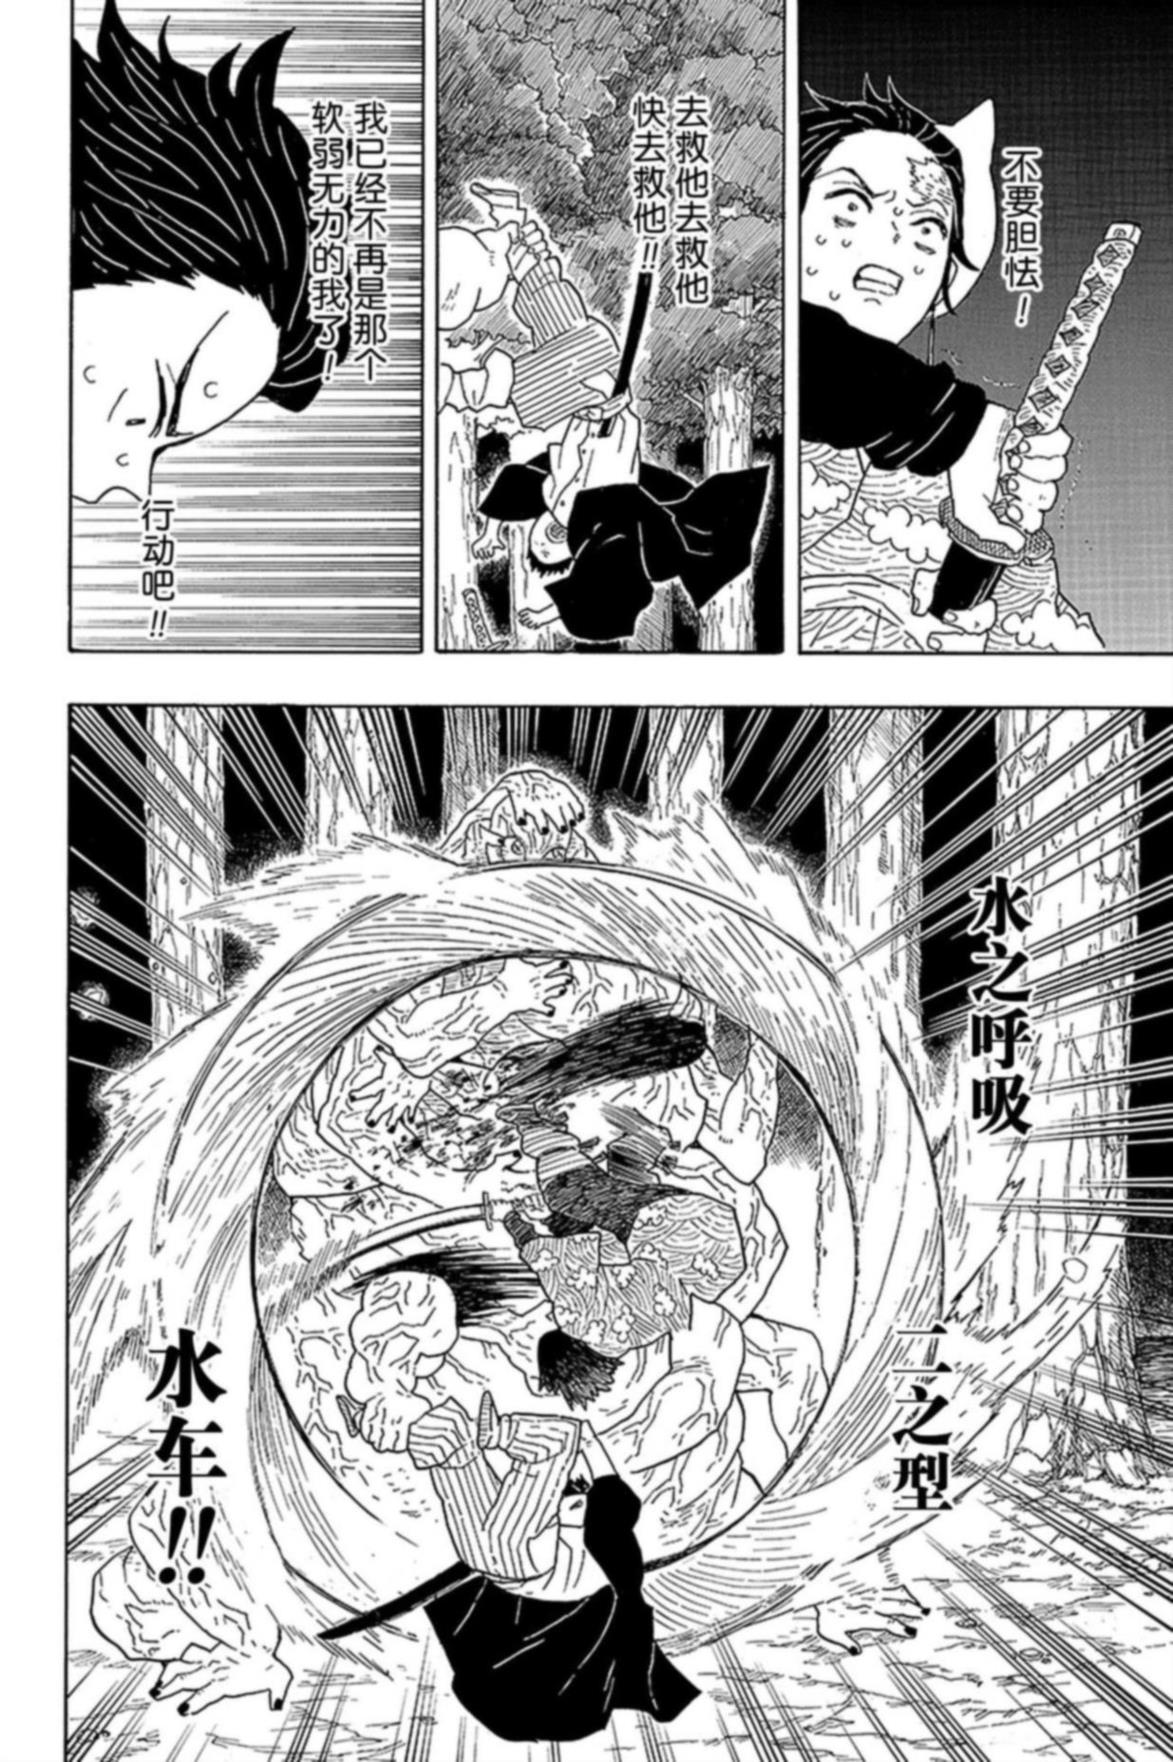 不要胆怯！
去救他去救他
快去救他！！
我已经不再是那个
软弱无力的我了！
行动吧！！
水之呼吸
二之型
水车！！